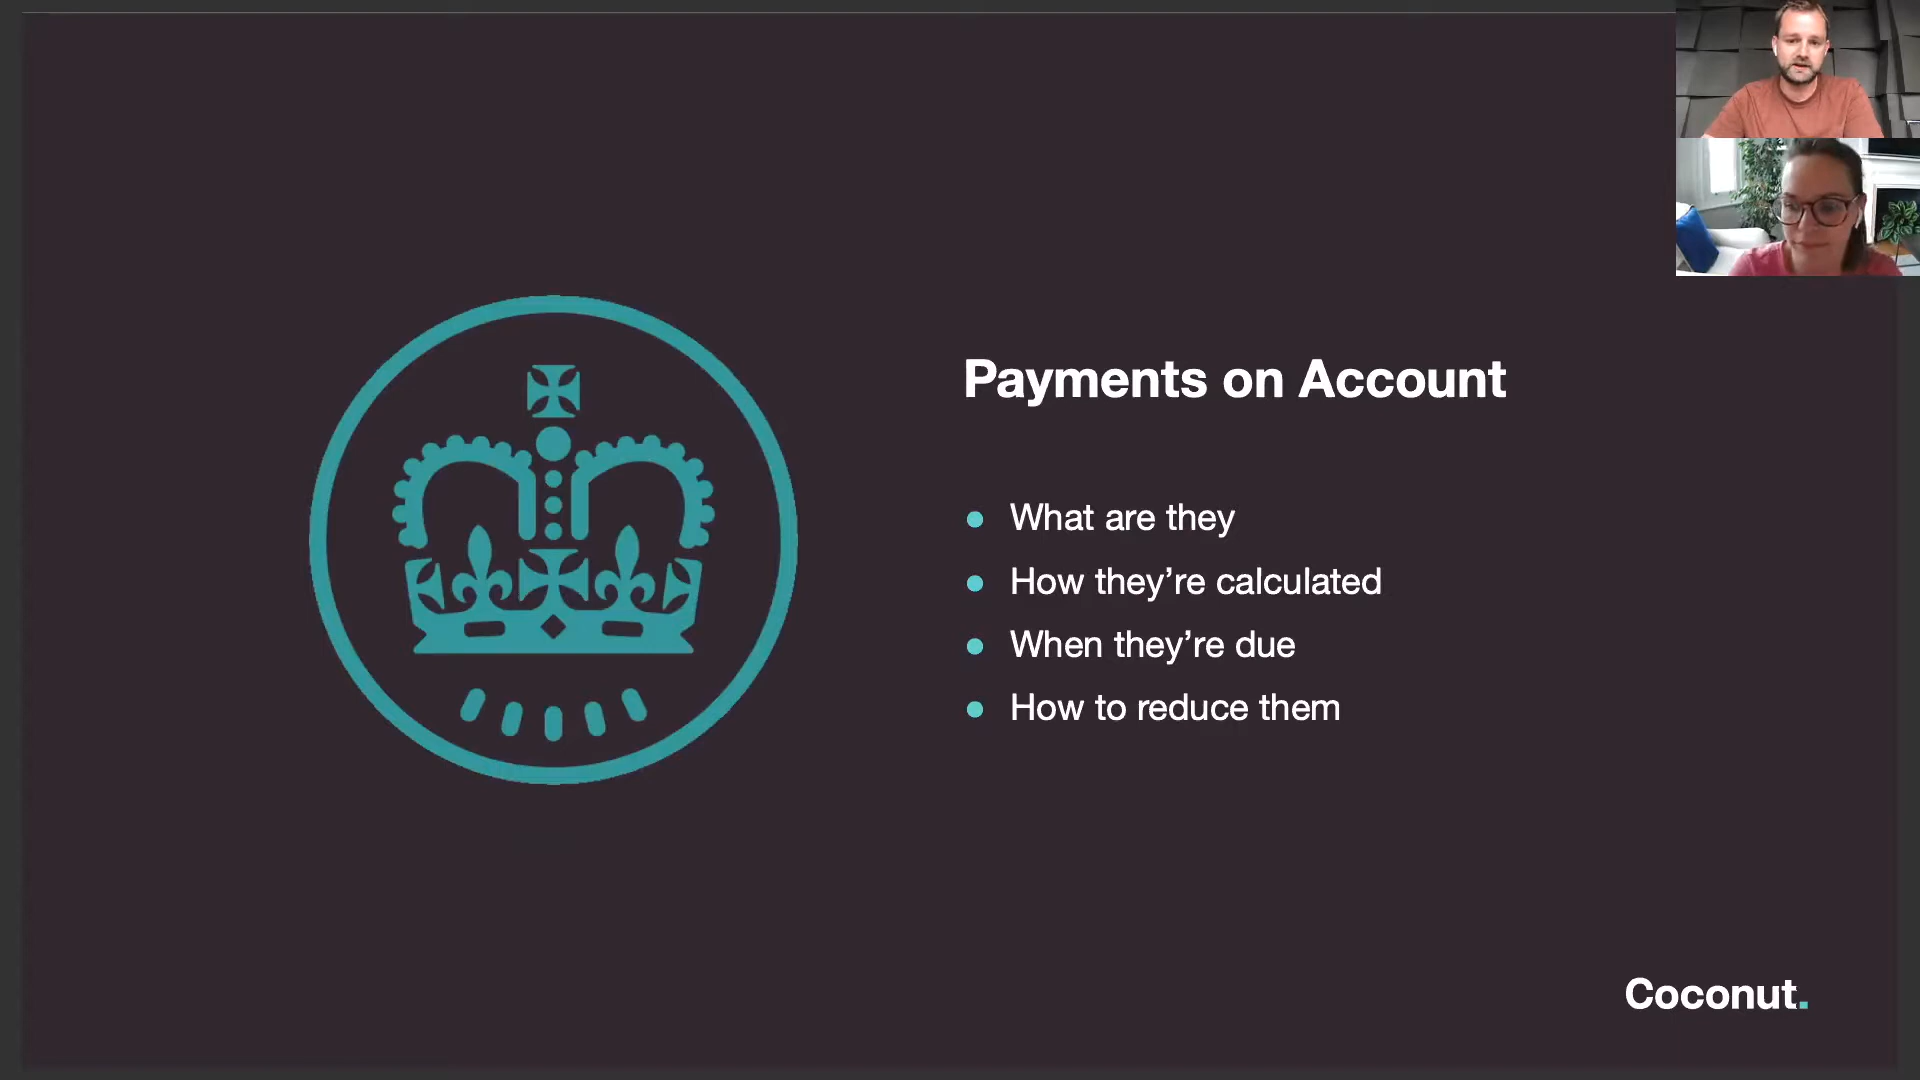 Payments on Account
What are they
How they’re calculated
When they’re due
How to reduce them
Coconut.